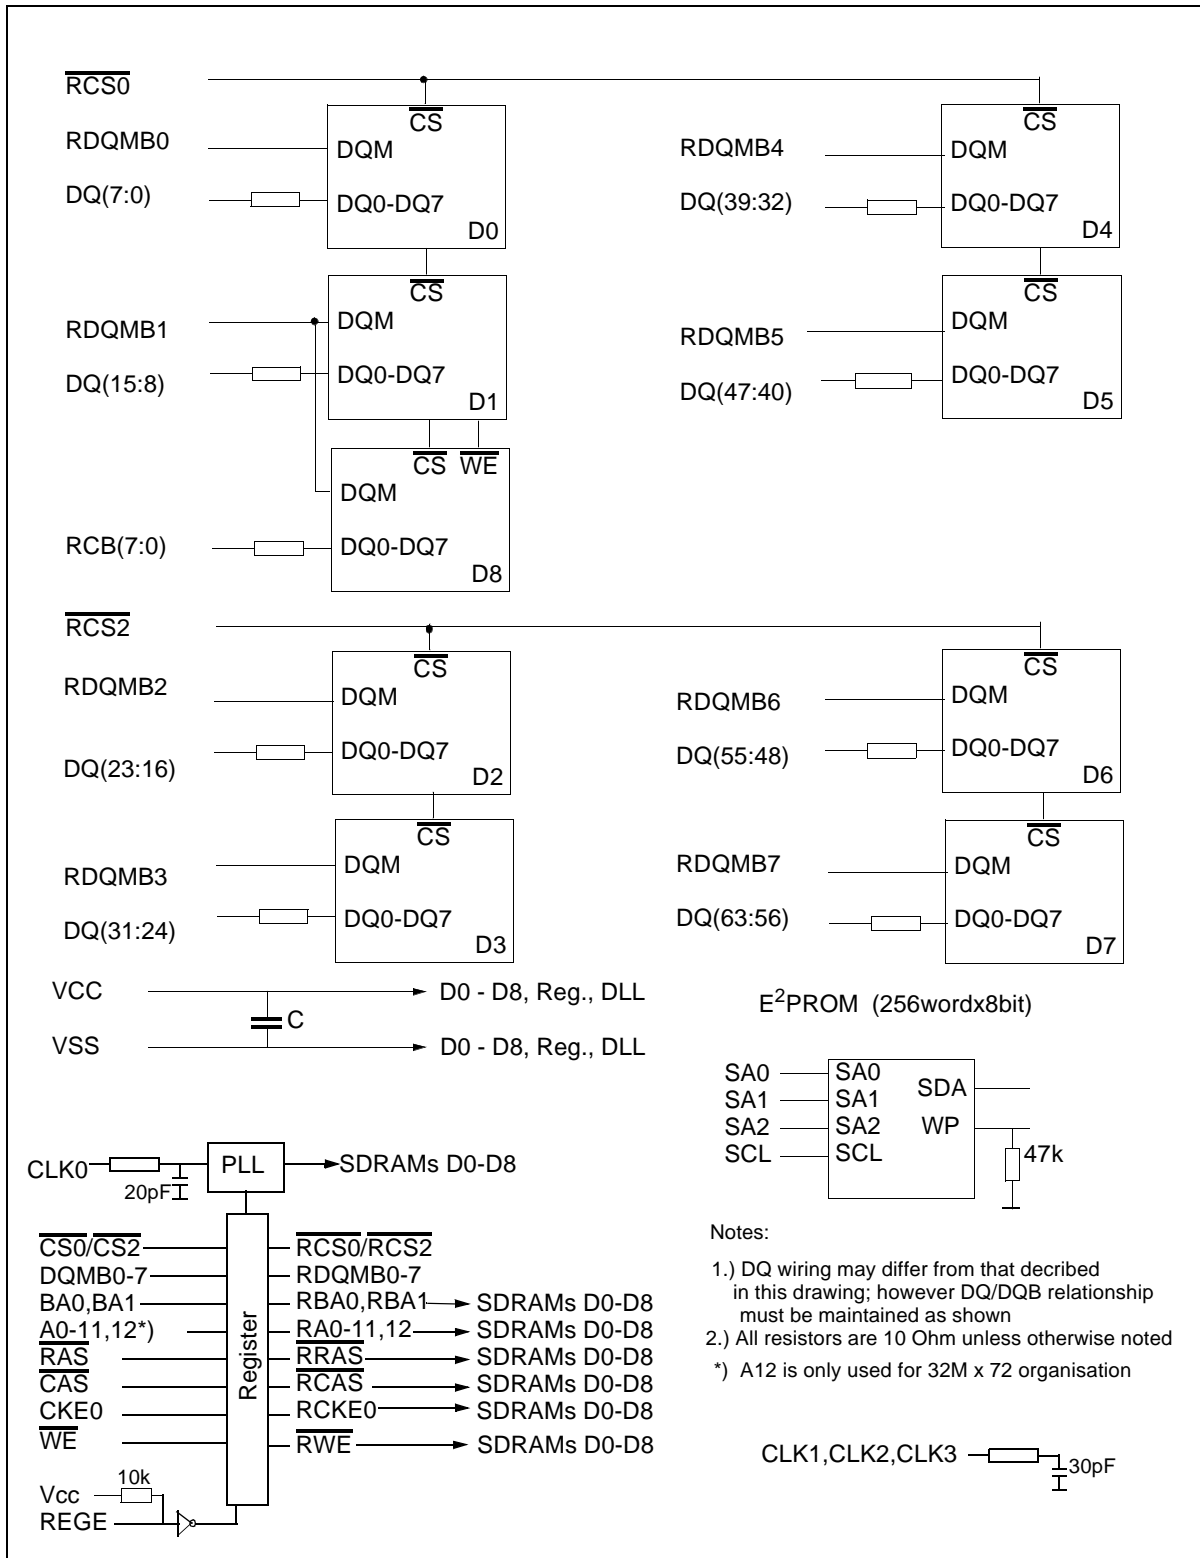 RCS0
CS
RDQMB0
DQM
DQ(7:0)
DQ0-DQ7
D0
CS
RDQMB4
DQM
DQ(39:32)
DQ0-DQ7
D4
CS
RDQMB1
DQM
DQ(15:8)
DQ0-DQ7
D1
CS
RDQMB5
DQM
DQ(47:40)
DQ0-DQ7
D5
CS WE
DQM
RCB(7:0)
DQ0-DQ7
D8
RCS2
CS
RDQMB2
DQM
DQ(23:16)
DQ0-DQ7
D2
CS
RDQMB6
DQM
DQ(55:48)
DQ0-DQ7
D6
CS
RDQMB3
DQM
DQ(31:24)
DQ0-DQ7
D3
CS
RDQMB7
DQM
DQ(63:56)
DQ0-DQ7
D7
VCC
D0 - D8, Reg., DLL
C
VSS
D0 - D8, Reg., DLL
E²PROM (256wordx8bit)
SA0 SA0
SA1 SA1
SA2 SA2
SCL SCL
SDA
WP
47k
CLK0
20pF
PLL
SDRAMs D0-D8
Register
CS0/CS2 RCS0/RCS2
DQMB0-7 RDQMB0-7
BA0,BA1 RBA0,RBA1 SDRAMs D0-D8
A0-11,12*) RA0-11,12 SDRAMs D0-D8
RAS RRAS SDRAMs D0-D8
CAS RCAS SDRAMs D0-D8
CKE0 RCKE0 SDRAMs D0-D8
WE RWE SDRAMs D0-D8
10k
Vcc
REGE
Notes:
1.) DQ wiring may differ from that decribed
in this drawing; however DQ/DQB relationship
must be maintained as shown
2.) All resistors are 10 Ohm unless otherwise noted
*) A12 is only used for 32M x 72 organisation
CLK1,CLK2,CLK3
30pF